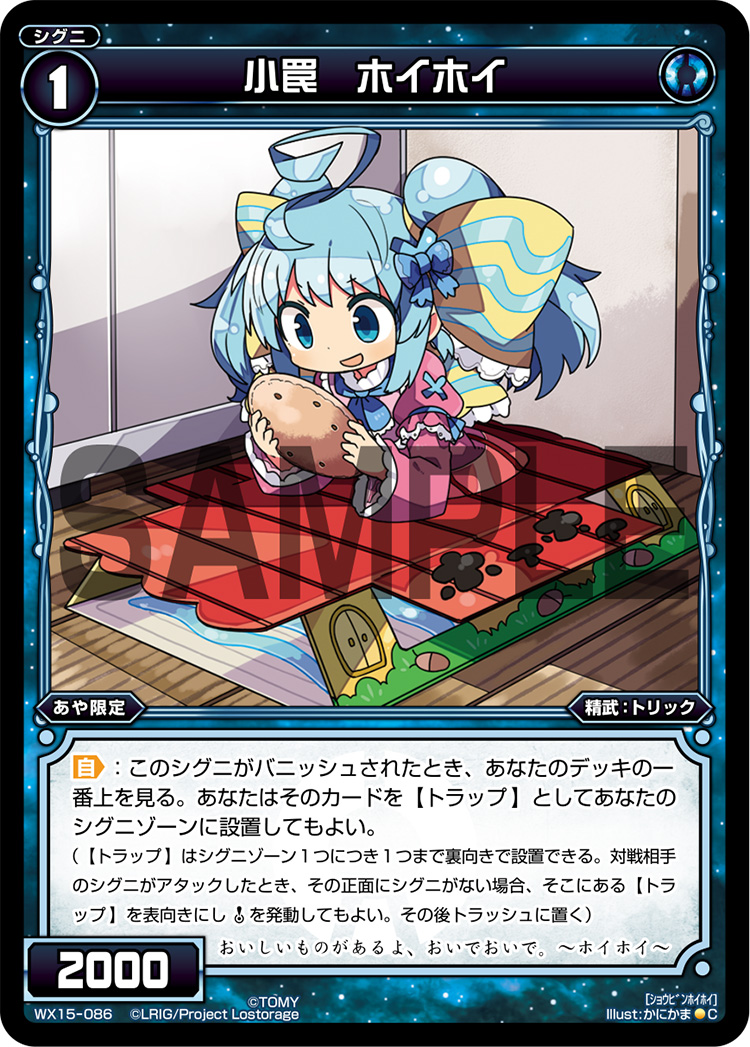 シグニ
1
小罠　ホイホイ
SAMPLE
あや限定
精武：トリック
自：このシグニがバニッシュされたとき、あなたのデッキの一
番上を見る。あなたはそのカードを【トラップ】としてあなたの
シグニゾーンに設置してもよい。
（【トラップ】はシグニゾーン１つにつき１つまで裏向きで設置できる。対戦相手
のシグニがアタックしたとき、その正面にシグニがない場合、そこにある【トラ
ップ】を表向きにし を発動してもよい。その後トラッシュに置く）
おいしいものがあるよ、おいでおいで。～ホイホイ～
2000
©TOMY
[ショウビンホイホイ]
WX15-086 ©LRIG/Project Lostorage
Illust:かにかま C